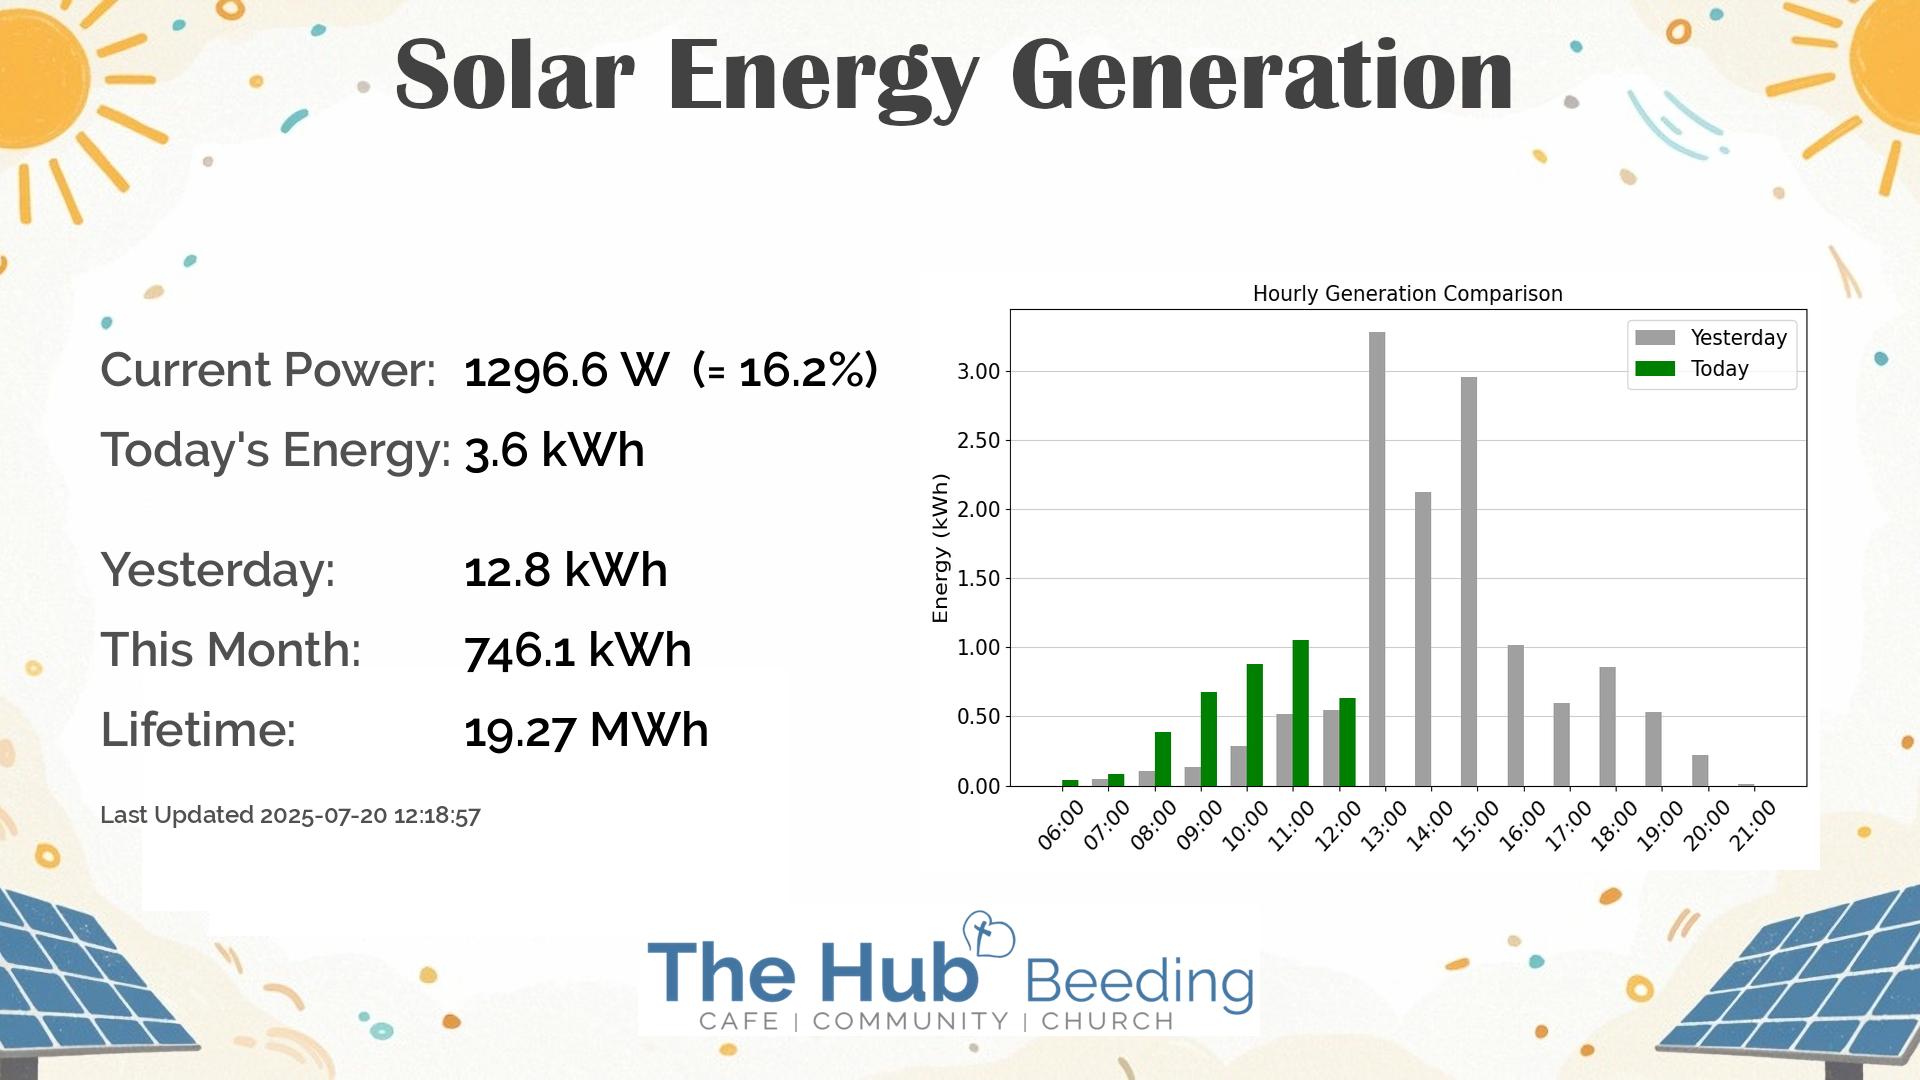 Solar Energy Generation
Current Power: 1296.6 W (= 16.2%)
Today's Energy: 3.6 kWh
Yesterday: 12.8 kWh
This Month: 746.1 kWh
Lifetime: 19.27 MWh
Last Updated 2025-07-20 12:18:57
Hourly Generation Comparison
Yesterday
Today
Energy (kWh)
3.00
2.50
2.00
1.50
1.00
0.50
0.00
06:00 07:00 08:00 09:00 10:00 11:00 12:00 13:00 14:00 15:00 16:00 17:00 18:00 19:00 20:00 21:00
The Hub Beeding
CAFE | COMMUNITY | CHURCH